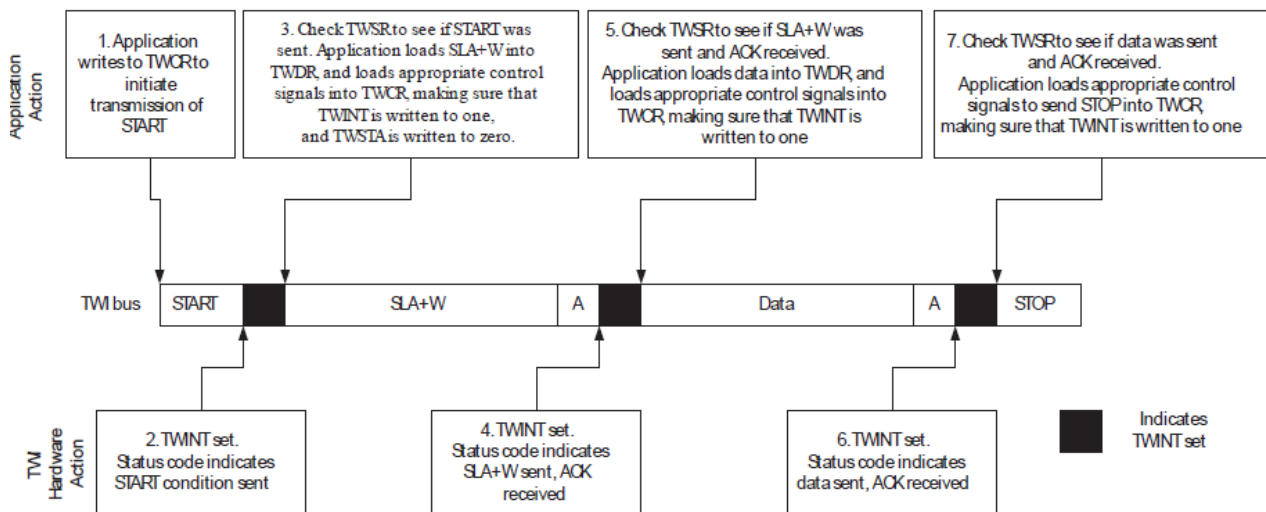 Application
Action
1. Application
writes to TWCR to
initiate
transmission of
START
3. Check TWSR to see if START was
sent. Application loads SLA+W into
TWDR, and loads appropriate control
signals into TWCR, making sure that
TWINT is written to one,
and TWSTA is written to zero.
5. Check TWSR to see if SLA+W was
sent and ACK received.
Application loads data into TWDR, and
loads appropriate control signals into
TWCR, making sure that TWINT is
written to one
7. Check TWSR to see if data was sent
and ACK received.
Application loads appropriate control
signals to send STOP into TWCR,
making sure that TWINT is written to one
TWI bus
START
SLA+W
A
Data
A
STOP
TWI
Hardware
Action
2. TWINT set.
Status code indicates
START condition sent
4. TWINT set.
Status code indicates
SLA+W sent, ACK
received
6. TWINT set.
Status code indicates
data sent, ACK received
Indicates
TWINT set